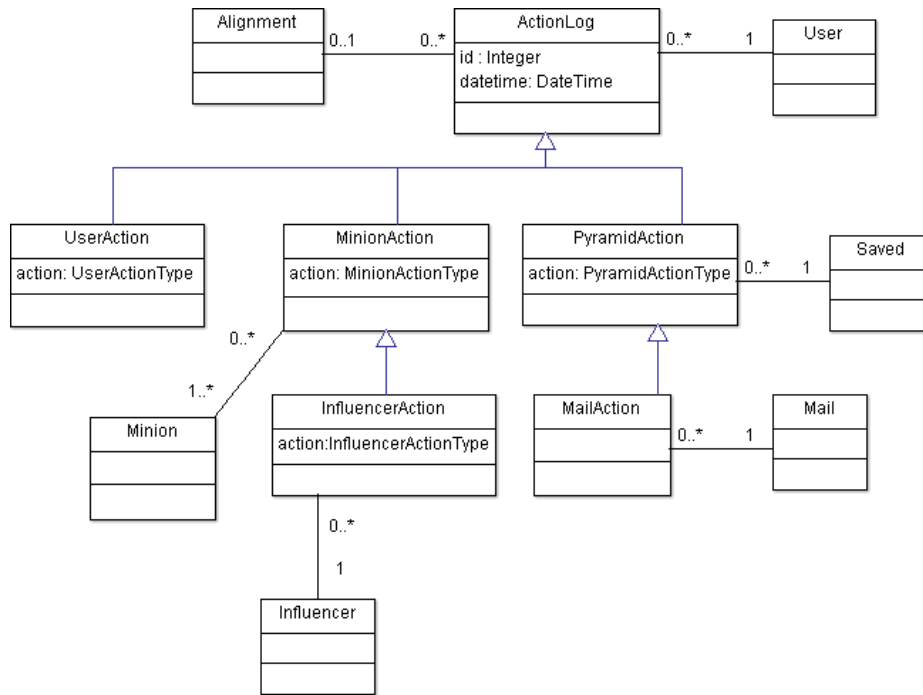 Alignment
0..1
0..*
ActionLog
id : Integer
datetime: DateTime
0..*
1
User
UserAction
action: UserActionType
MinionAction
action: MinionActionType
PyramidAction
action: PyramidActionType
0..*
1
Saved
0..*
1..*
Minion
InfluencerAction
action:InfluencerActionType
MailAction
0..*
1
Mail
0..*
1
Influencer